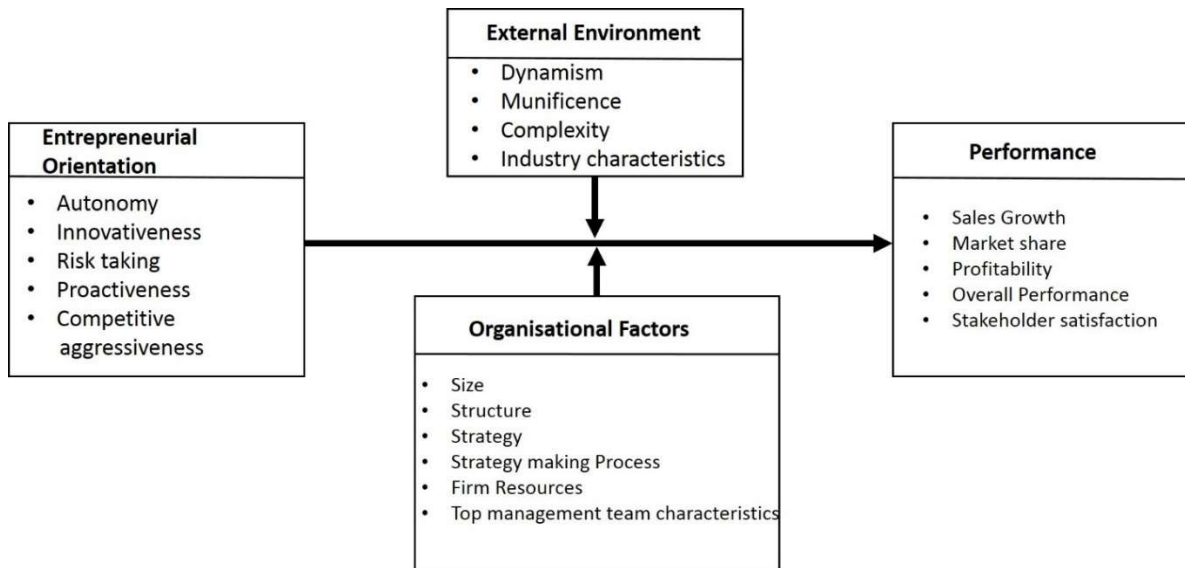 External Environment
• Dynamism
• Munificence
• Complexity
• Industry characteristics
Entrepreneurial
Orientation
• Autonomy
• Innovativeness
• Risk taking
• Proactiveness
• Competitive
aggressiveness
Performance
• Sales Growth
• Market share
• Profitability
• Overall Performance
• Stakeholder satisfaction
Organisational Factors
• Size
• Structure
• Strategy
• Strategy making Process
• Firm Resources
• Top management team characteristics